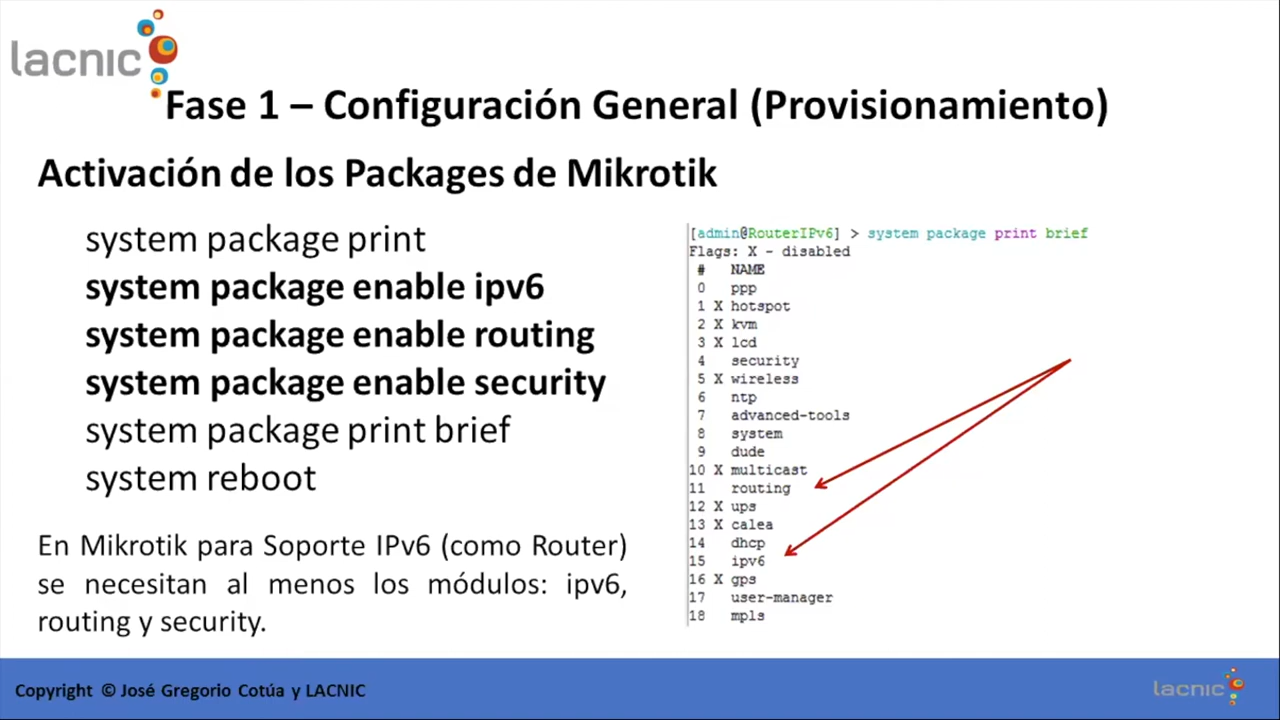 lacnic
Fase 1 – Configuración General (Provisionamiento)
Activación de los Packages de Mikrotik
system package print
system package enable ipv6
system package enable routing
system package enable security
system package print brief
system reboot
En Mikrotik para Soporte IPv6 (como Router)
se necesitan al menos los módulos: ipv6,
routing y security.
[admin@RouterIPv6] > system package print brief
Flags: X - disabled
# NAME
0 ppp
1 X hotspot
2 X kvm
3 X lcd
4 security
5 X wireless
6 ntp
7 advanced-tools
8 system
9 dude
10 X multicast
11 routing
12 X ups
13 X calea
14 dhcp
15 ipv6
16 X gps
17 user-manager
18 mpls
Copyright © José Gregorio Cotúa y LACNIC
lacnic